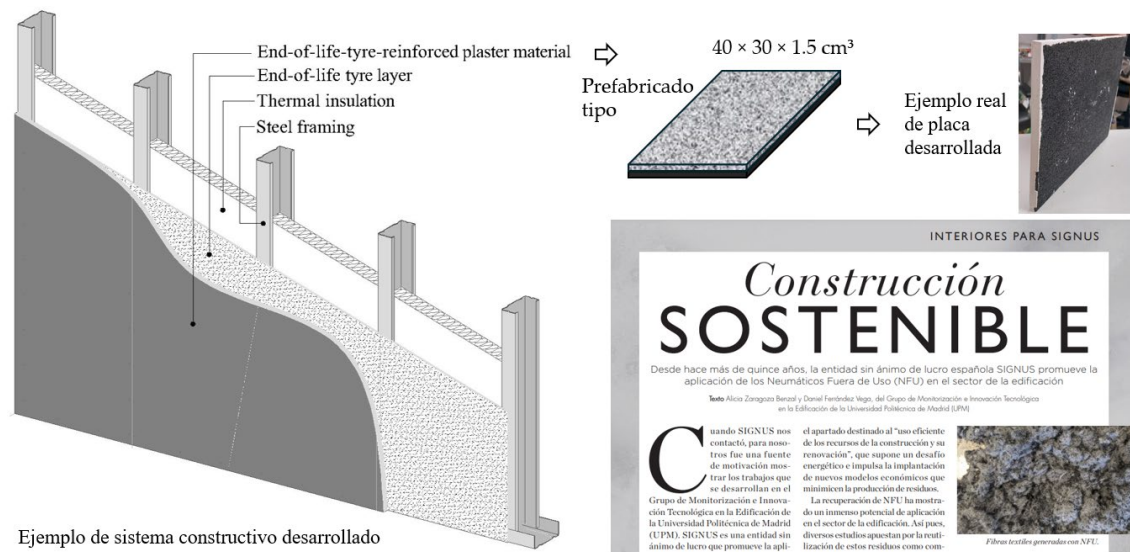 End-of-life-tyre-reinforced plaster material
End-of-life tyre layer
Thermal insulation
Steel framing
Ejemplo de sistema constructivo desarrollado
40 × 30 × 1.5 cm³
Prefabricado
tipo
Ejemplo real
de placa
desarrollada
INTERIORES PARA SIGNUS
Construcción
SOSTENIBLE
Desde hace más de quince años, la entidad sin ánimo de lucro española SIGNUS promueve la
aplicación de los Neumáticos Fuera de Uso (NFU) en el sector de la edificación
Texto Alicia Zaragoza Benzal y Daniel Ferrández Vega, del Grupo de Monitorización e Innovación Tecnológica
en la Edificación de la Universidad Politécnica de Madrid (UPM)
Cuando SIGNUS nos
contactó, para noso-
tros fue una fuente
de motivación mos-
trar los trabajos que
se desarrollan en el
Grupo de Monitorización e Innova-
ción Tecnológica en la Edificación de
la Universidad Politécnica de Madrid
(UPM). SIGNUS es una entidad sin
ánimo de lucro que promueve la apli-
el apartado destinado al “uso eficiente
de los recursos de la construcción y su
renovación”, que supone un desafío
energético e impulsa la implantación
de nuevos modelos económicos que
minimicen la producción de residuos.
La recuperación de NFU ha mostra-
do un inmenso potencial de aplicación
en el sector de la edificación. Así pues,
diversos estudios apuestan por la reuti-
lización de estos residuos como com-
Fibras textiles generadas con NFU.